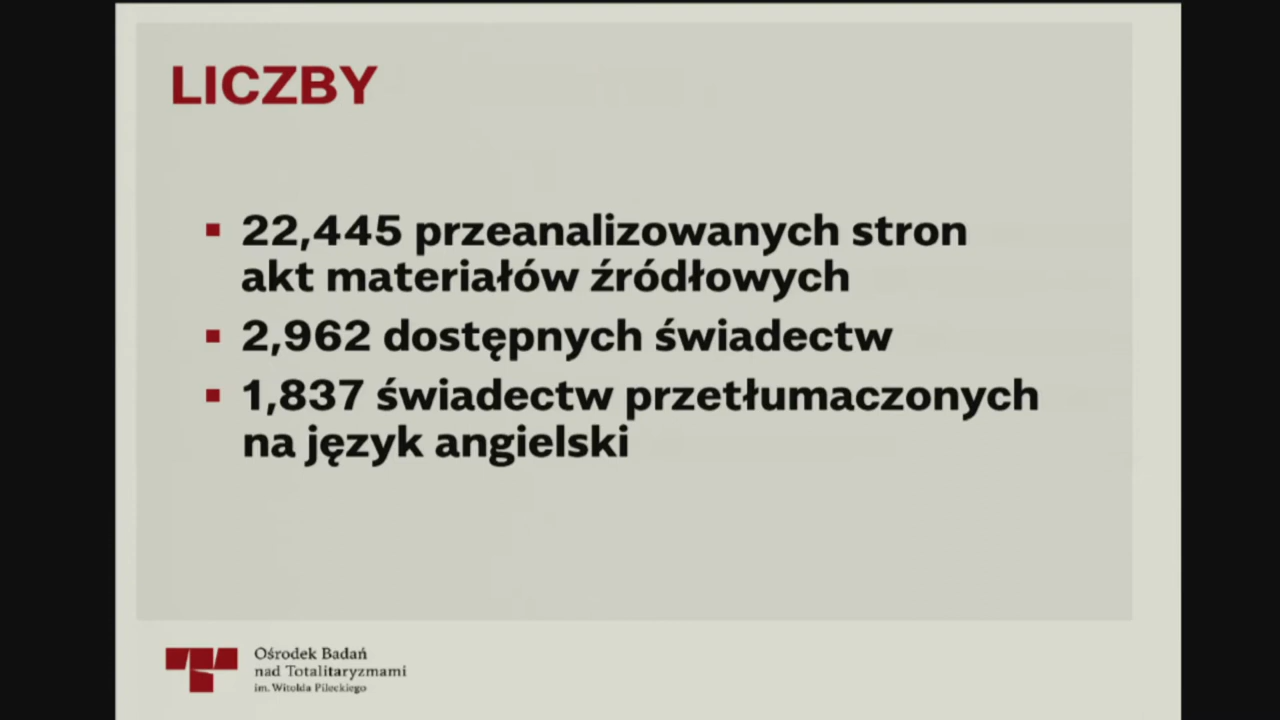 LICZBY
22,445 przeanalizowanych stron
akt materiałów źródłowych
2,962 dostępnych świadectw
1,837 świadectw przetłumaczonych
na język angielski
Ośrodek Badań
nad Totalitaryzmami
im. Witolda Pileckiego